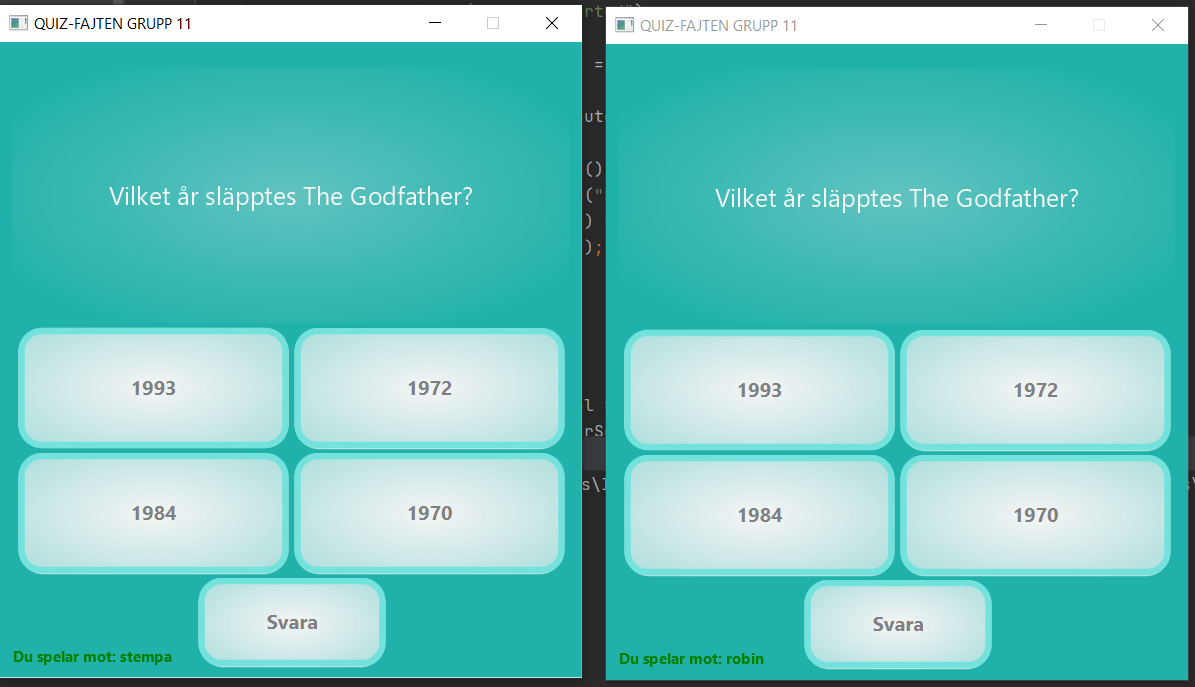 QUIZ-FAJTEN GRUPP 11
Vilket år släpptes The Godfather?
1993
1972
1984
1970
Svara
Du spelar mot: stempa
QUIZ-FAJTEN GRUPP 11
Vilket år släpptes The Godfather?
1993
1972
1984
1970
Svara
Du spelar mot: robin